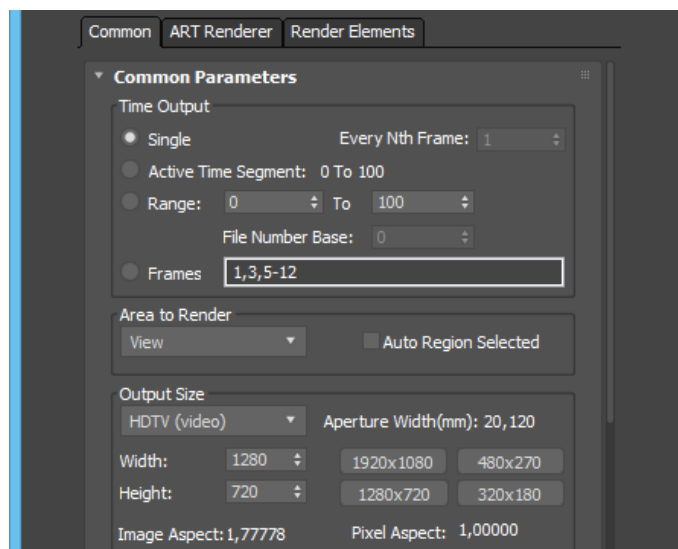 Common ART Renderer Render Elements
Common Parameters
Time Output
Single Every Nth Frame: 1
Active Time Segment: 0 To 100
Range: 0 To 100
File Number Base: 0
Frames 1,3,5-12
Area to Render
View Auto Region Selected
Output Size
HDTV (video) Aperture Width(mm): 20,120
Width: 1280 1920x1080 480x270
Height: 720 1280x720 320x180
Image Aspect: 1,77778 Pixel Aspect: 1,00000